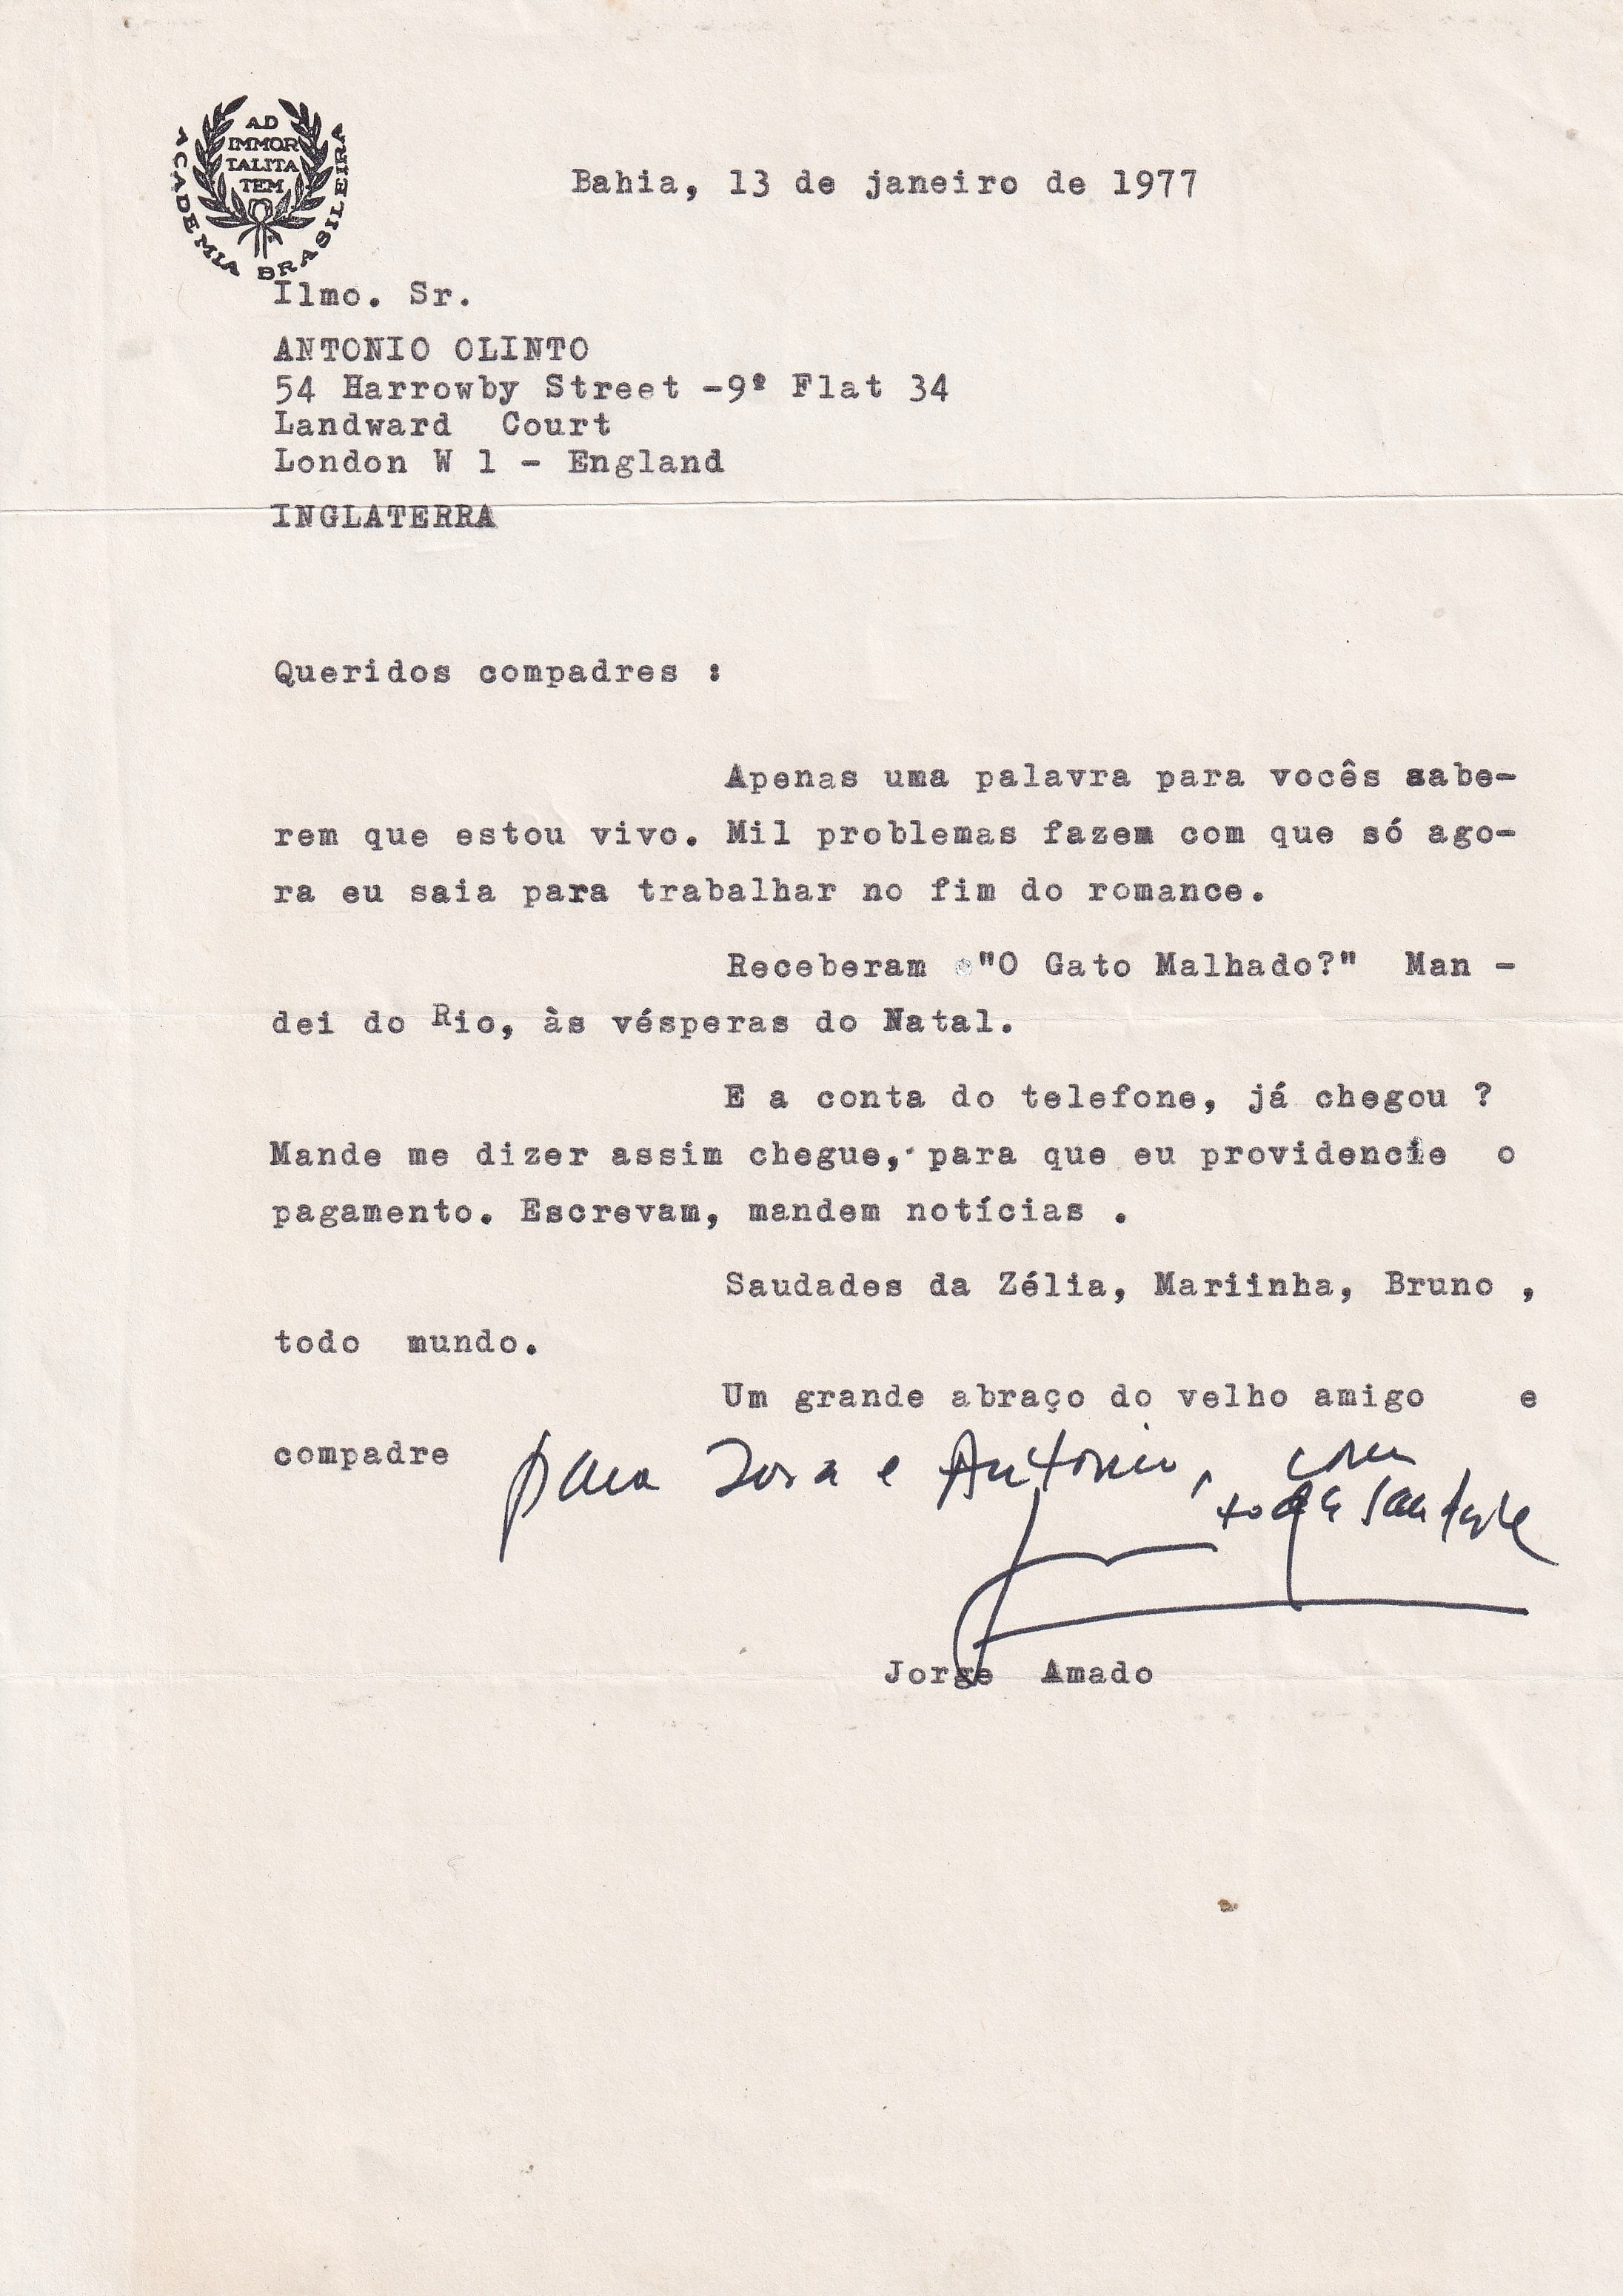 AD
IMMOR
TALITA
TEM
ACADEMIA BRASILEIRA
Bahia, 13 de janeiro de 1977
Ilmo. Sr.
ANTONIO OLINTO
54 Harrowby Street -9º Flat 34
Landward Court
London W 1 - England
INGLATERRA
Queridos compadres :
Apenas uma palavra para vocês sabe-
rem que estou vivo. Mil problemas fazem com que só ago-
ra eu saia para trabalhar no fim do romance.
Receberam "O Gato Malhado?" Man -
dei do Rio, às vésperas do Natal.
E a conta do telefone, já chegou ?
Mande me dizer assim chegue, para que eu providencie o
pagamento. Escrevam, mandem notícias .
Saudades da Zélia, Mariinha, Bruno ,
todo mundo.
Um grande abraço do velho amigo e
compadre para Zora e Antonio, com
toda saudade
Jorge Amado